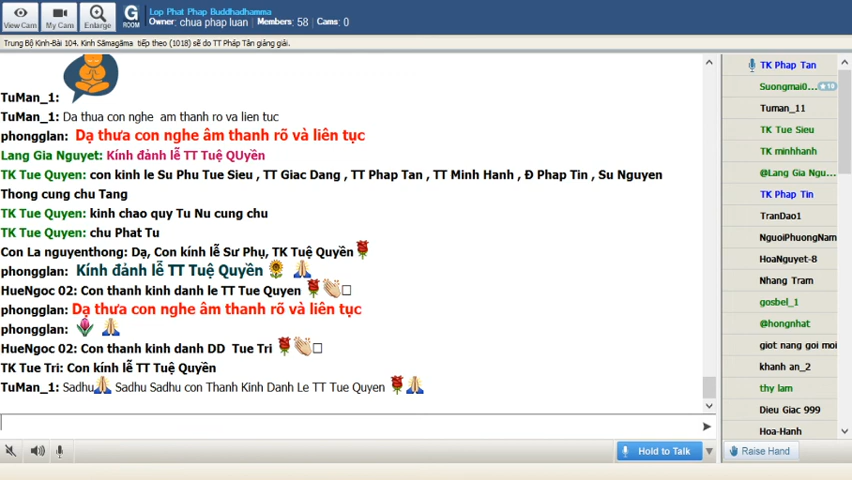 Lop Phat Phap Buddhadhamma
Owner: chua phap luan Members: 58 Cams: 0
View Cam
My Cam
Enlarge
G
ROOM
Trung Bộ Kinh-Bài 104. Kinh Sāmagāma tiếp theo (1018) sẽ do TT Pháp Tân giảng giải.
TuMan_1:
TuMan_1: Da thua con nghe am thanh ro va lien tuc
phongglan: Dạ thưa con nghe âm thanh rõ và liên tục
Lang Gia Nguyet: Kính đảnh lễ TT Tuệ QUyền
TK Tue Quyen: con kinh le Su Phu Tue Sieu , TT Giac Dang , TT Phap Tan , TT Minh Hanh , Đ Phap Tin , Su Nguyen
Thong cung chu Tang
TK Tue Quyen: kinh chao quy Tu Nu cung chu
TK Tue Quyen: chu Phat Tu
Con La nguyenthong: Dạ, Con kính lễ Sư Phụ, TK Tuệ Quyền
phongglan: Kính đảnh lễ TT Tuệ Quyền
HueNgoc 02: Con thanh kinh danh le TT Tue Quyen
phongglan: Dạ thưa con nghe âm thanh rõ và liên tục
phongglan:
HueNgoc 02: Con thanh kinh danh DD Tue Tri
TK Tue Tri: Con kính lễ TT Tuệ Quyền
TuMan_1: Sadhu Sadhu Sadhu con Thanh Kinh Danh Le TT Tue Quyen
Hold to Talk
TK Phap Tan
Suongmai0... 10
Tuman_11
TK Tue Sieu
TK minhhanh
@Lang Gia Ngu...
TK Phap Tin
TranDao1
NguoiPhuongNam
HoaNguyet-8
Nhang Tram
gosbel_1
@hongnhat
giot nang goi moi
khanh an_2
thy lam
Dieu Giac 999
Hoa-Hanh
Raise Hand